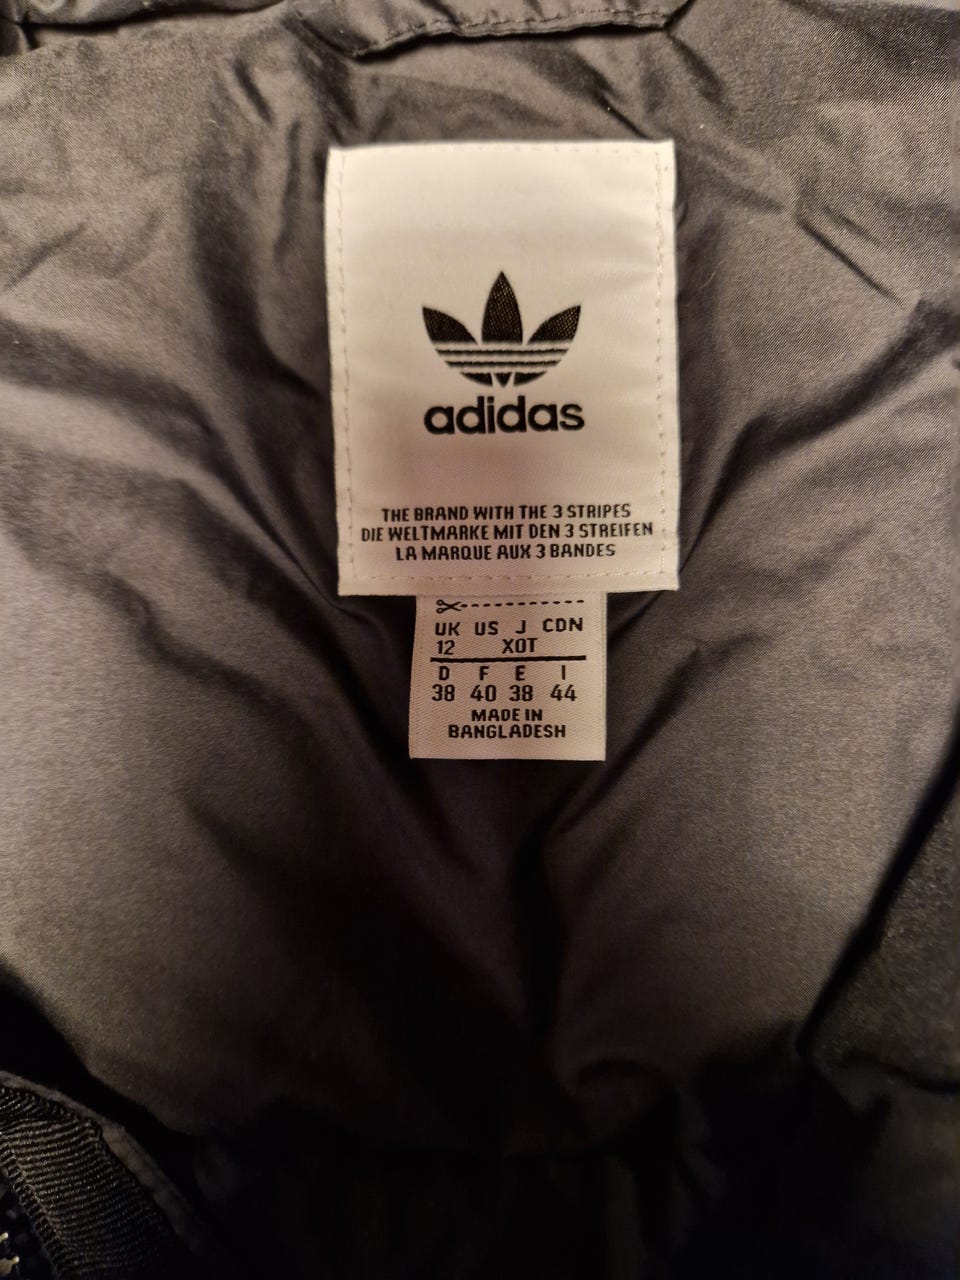 adidas
THE BRAND WITH THE 3 STRIPES
DIE WELTMARKE MIT DEN 3 STREIFEN
LA MARQUE AUX 3 BANDES
UK US J CDN
12 XOT
D F E I
38 40 38 44
MADE IN
BANGLADESH